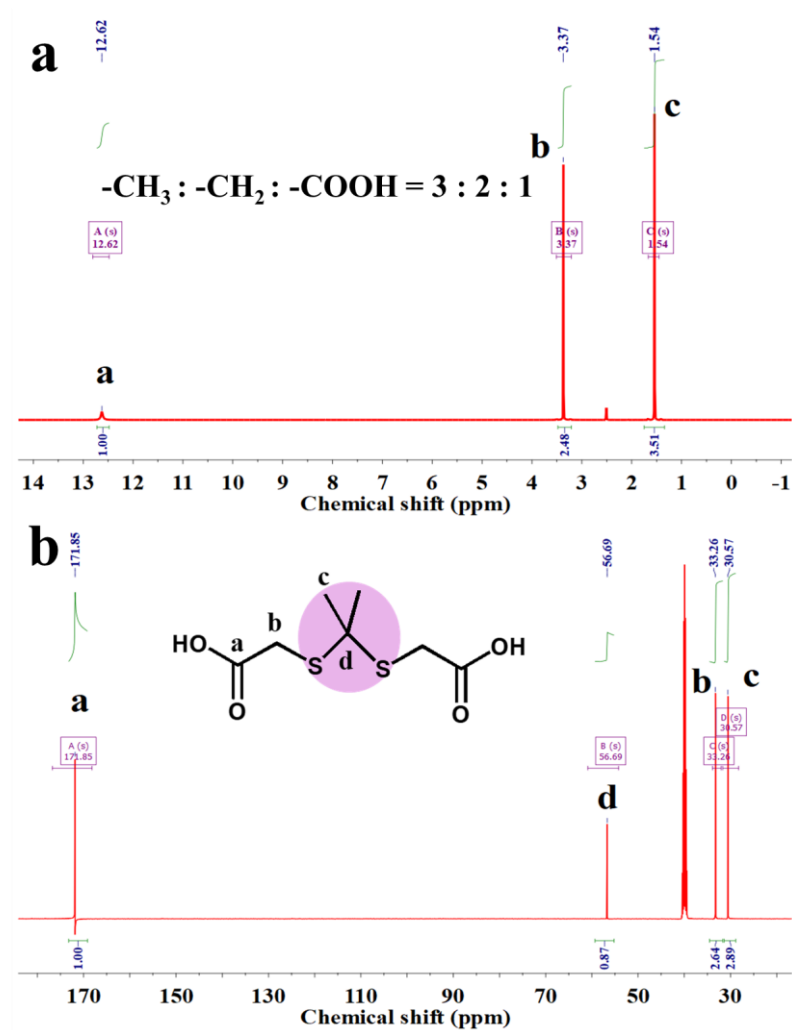 a
12.62
3.37
1.54
b
c
-CH₃ : -CH₂ : -COOH = 3 : 2 : 1
A (s)
12.62
B (s)
3.37
C (s)
1.54
a
1.00
2.48
3.51
14 13 12 11 10 9 8 7 6 5 4 3 2 1 0 -1
Chemical shift (ppm)
b
171.85
56.69
33.26
30.57
c
b
HO
a
d
S
S
OH
O
O
a
b
c
A (s)
171.85
B (s)
56.69
D (s)
30.57
C (s)
33.26
d
1.00
0.87
2.64
2.89
170 150 130 110 90 70 50 30
Chemical shift (ppm)